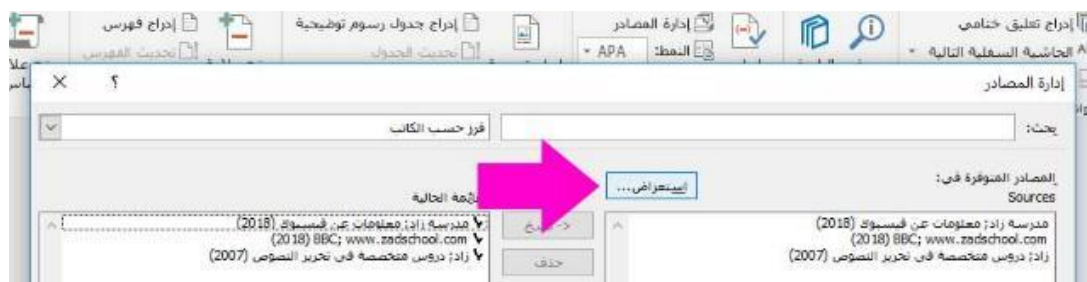 إدراج تعليق ختامي
الحاشية السفلية التالية
إدارة المصادر
النمط: APA
إدراج جدول رسوم توضيحية
تحديث الجدول
إدراج فهرس
تحديث الفهرس
إدارة المصادر
؟
بحث:
فرز حسب الكاتب
المصادر المتوفرة في:
Sources
استعراض...
الحالية
مدرسة زاد؛ معلومات عن فيسبوك (2018)
BBC; www.zadschool.com (2018)
زاد؛ دروس متخصصة في تحرير النصوص (2007)
حذف
مدرسة زاد؛ معلومات عن فيسبوك (2018)
BBC; www.zadschool.com (2018)
زاد؛ دروس متخصصة في تحرير النصوص (2007)